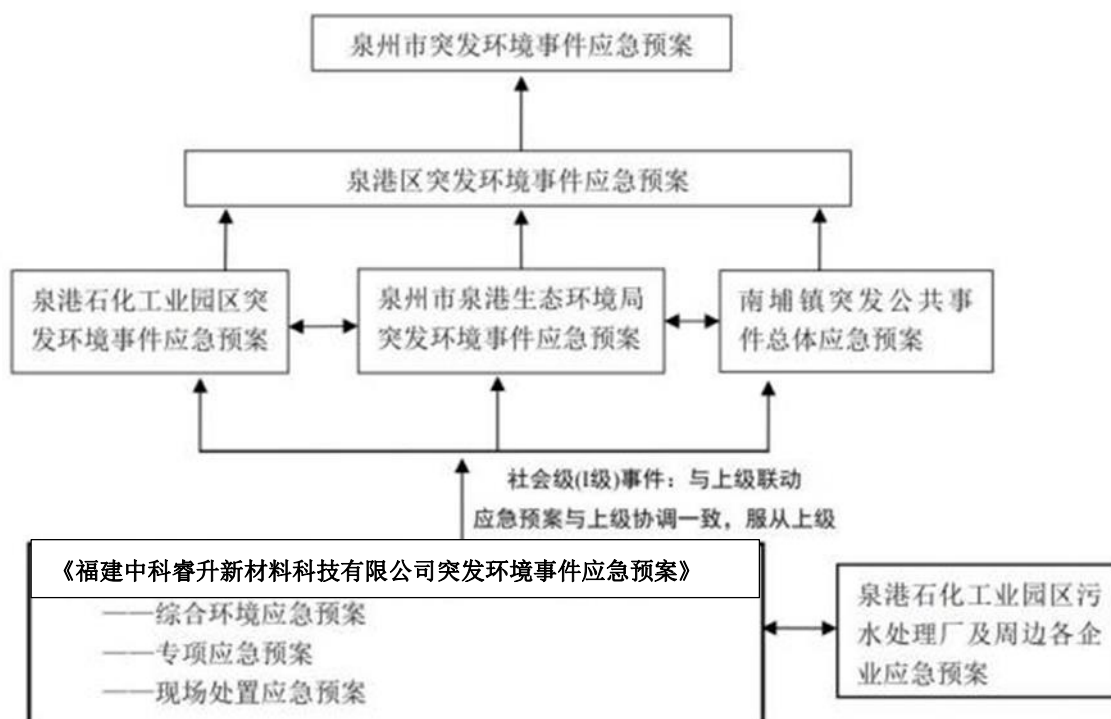 泉州市突发环境事件应急预案
泉港区突发环境事件应急预案
泉港石化工业园区突
发环境事件应急预案
泉州市泉港生态环境局
突发环境事件应急预案
南埔镇突发公共事
件总体应急预案
社会级(I级)事件：与上级联动
应急预案与上级协调一致，服从上级
《福建中科睿升新材料科技有限公司突发环境事件应急预案》
——综合环境应急预案
——专项应急预案
——现场处置应急预案
泉港石化工业园区污
水处理厂及周边各企
业应急预案